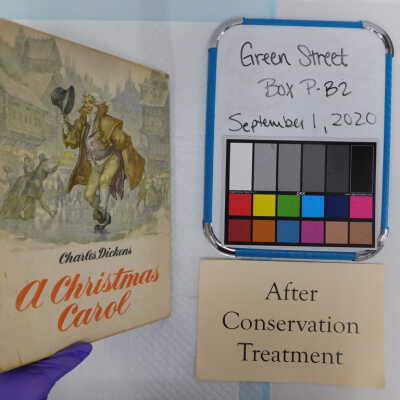 Charles Dickens
A Christmas
Carol
Green Street
Box P-B2
September 1, 2020
After
Conservation
Treatment